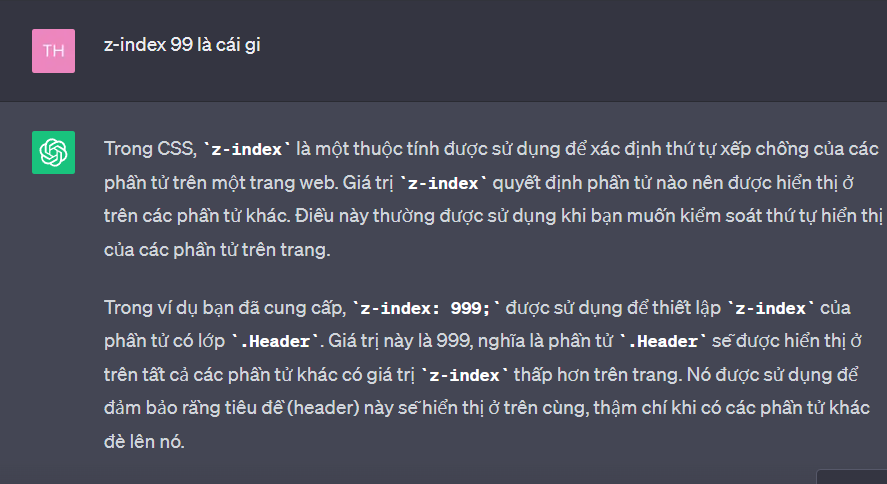 TH
z-index 99 là cái gi
Trong CSS, `z-index` là một thuộc tính được sử dụng để xác định thứ tự xếp chồng của các
phần tử trên một trang web. Giá trị `z-index` quyết định phần tử nào nên được hiển thị ở
trên các phần tử khác. Điều này thường được sử dụng khi bạn muốn kiểm soát thứ tự hiển thị
của các phần tử trên trang.
Trong ví dụ bạn đã cung cấp, `z-index: 999;` được sử dụng để thiết lập `z-index` của
phần tử có lớp `.Header`. Giá trị này là 999, nghĩa là phần tử `.Header` sẽ được hiển thị ở
trên tất cả các phần tử khác có giá trị `z-index` thấp hơn trên trang. Nó được sử dụng để
đảm bảo rằng tiêu đề (header) này sẽ hiển thị ở trên cùng, thậm chí khi có các phần tử khác
đè lên nó.